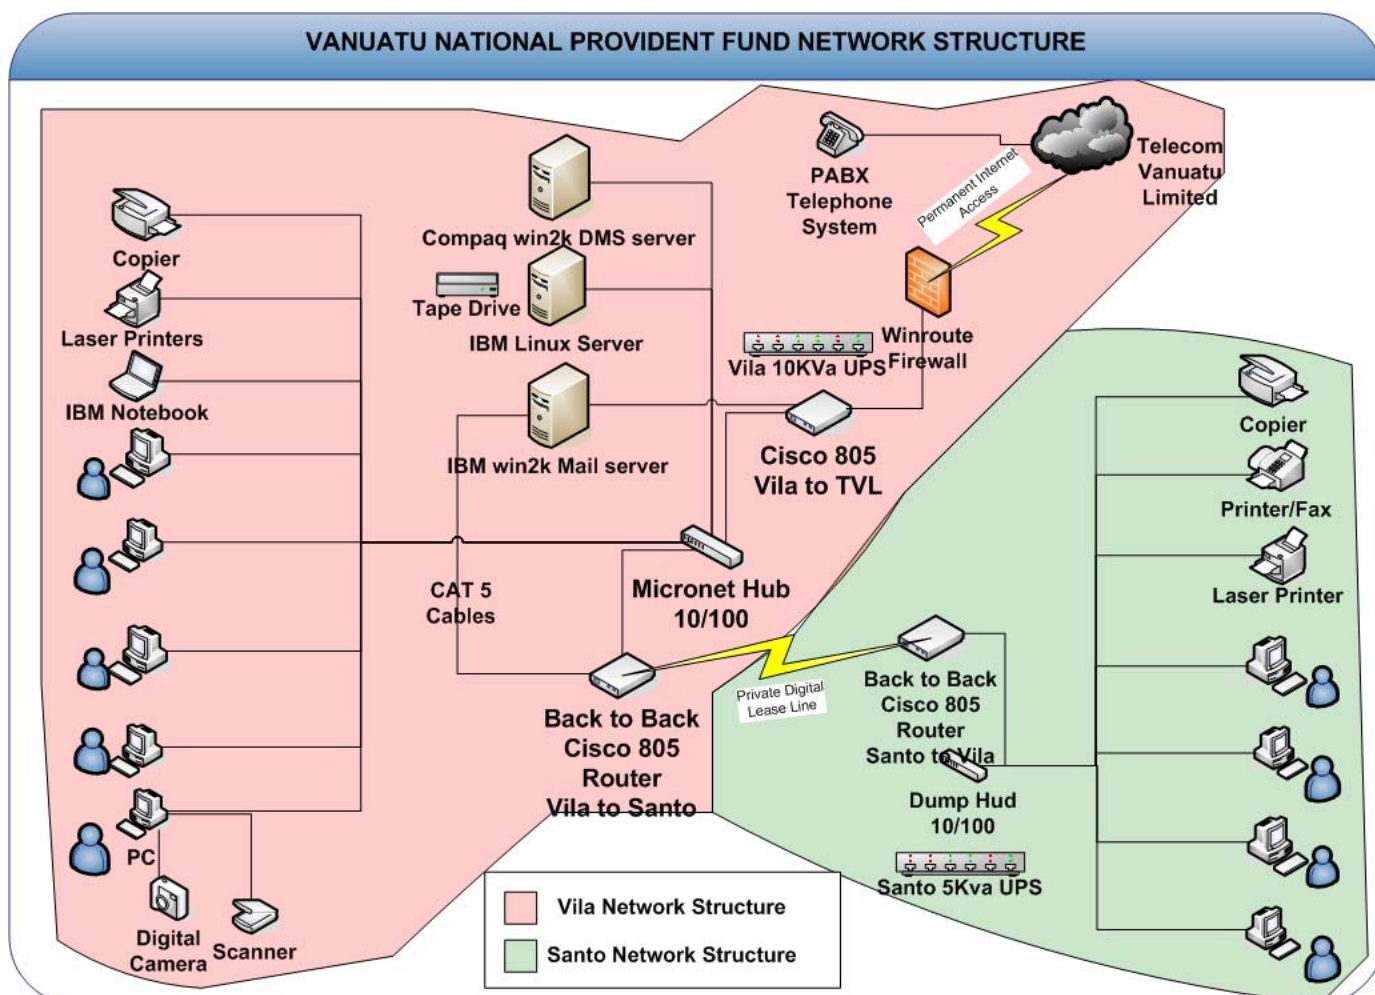 VANUATU NATIONAL PROVIDENT FUND NETWORK STRUCTURE
Copier
Laser Printers
IBM Notebook
PC
Digital
Camera
Scanner
Compaq win2k DMS server
Tape Drive
IBM Linux Server
IBM win2k Mail server
CAT 5
Cables
PABX
Telephone
System
Permanent Internet
Access
Telecom
Vanuatu
Limited
Winroute
Firewall
Vila 10KVa UPS
Cisco 805
Vila to TVL
Micronet Hub
10/100
Back to Back
Cisco 805
Router
Vila to Santo
Private Digital
Lease Line
Back to Back
Cisco 805
Router
Santo to Vila
Dump Hud
10/100
Santo 5Kva UPS
Copier
Printer/Fax
Laser Printer
Vila Network Structure
Santo Network Structure